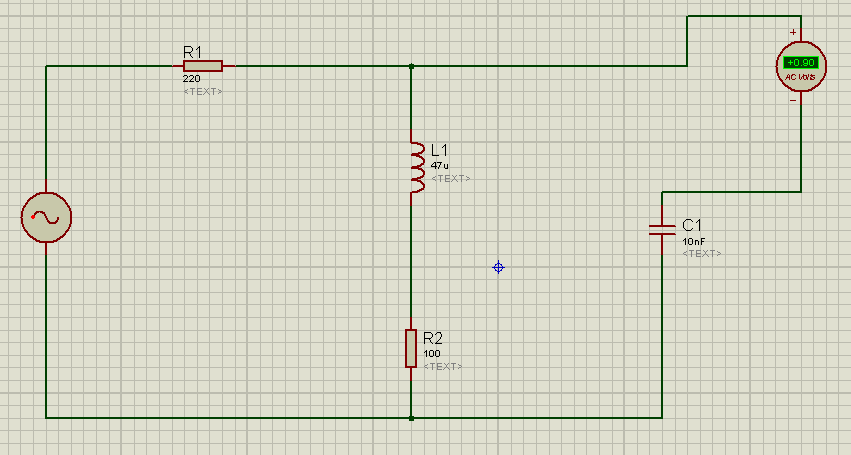 R1
220
<TEXT>
+
+0.90
AC Volts
−
L1
47u
<TEXT>
C1
10nF
<TEXT>
R2
100
<TEXT>